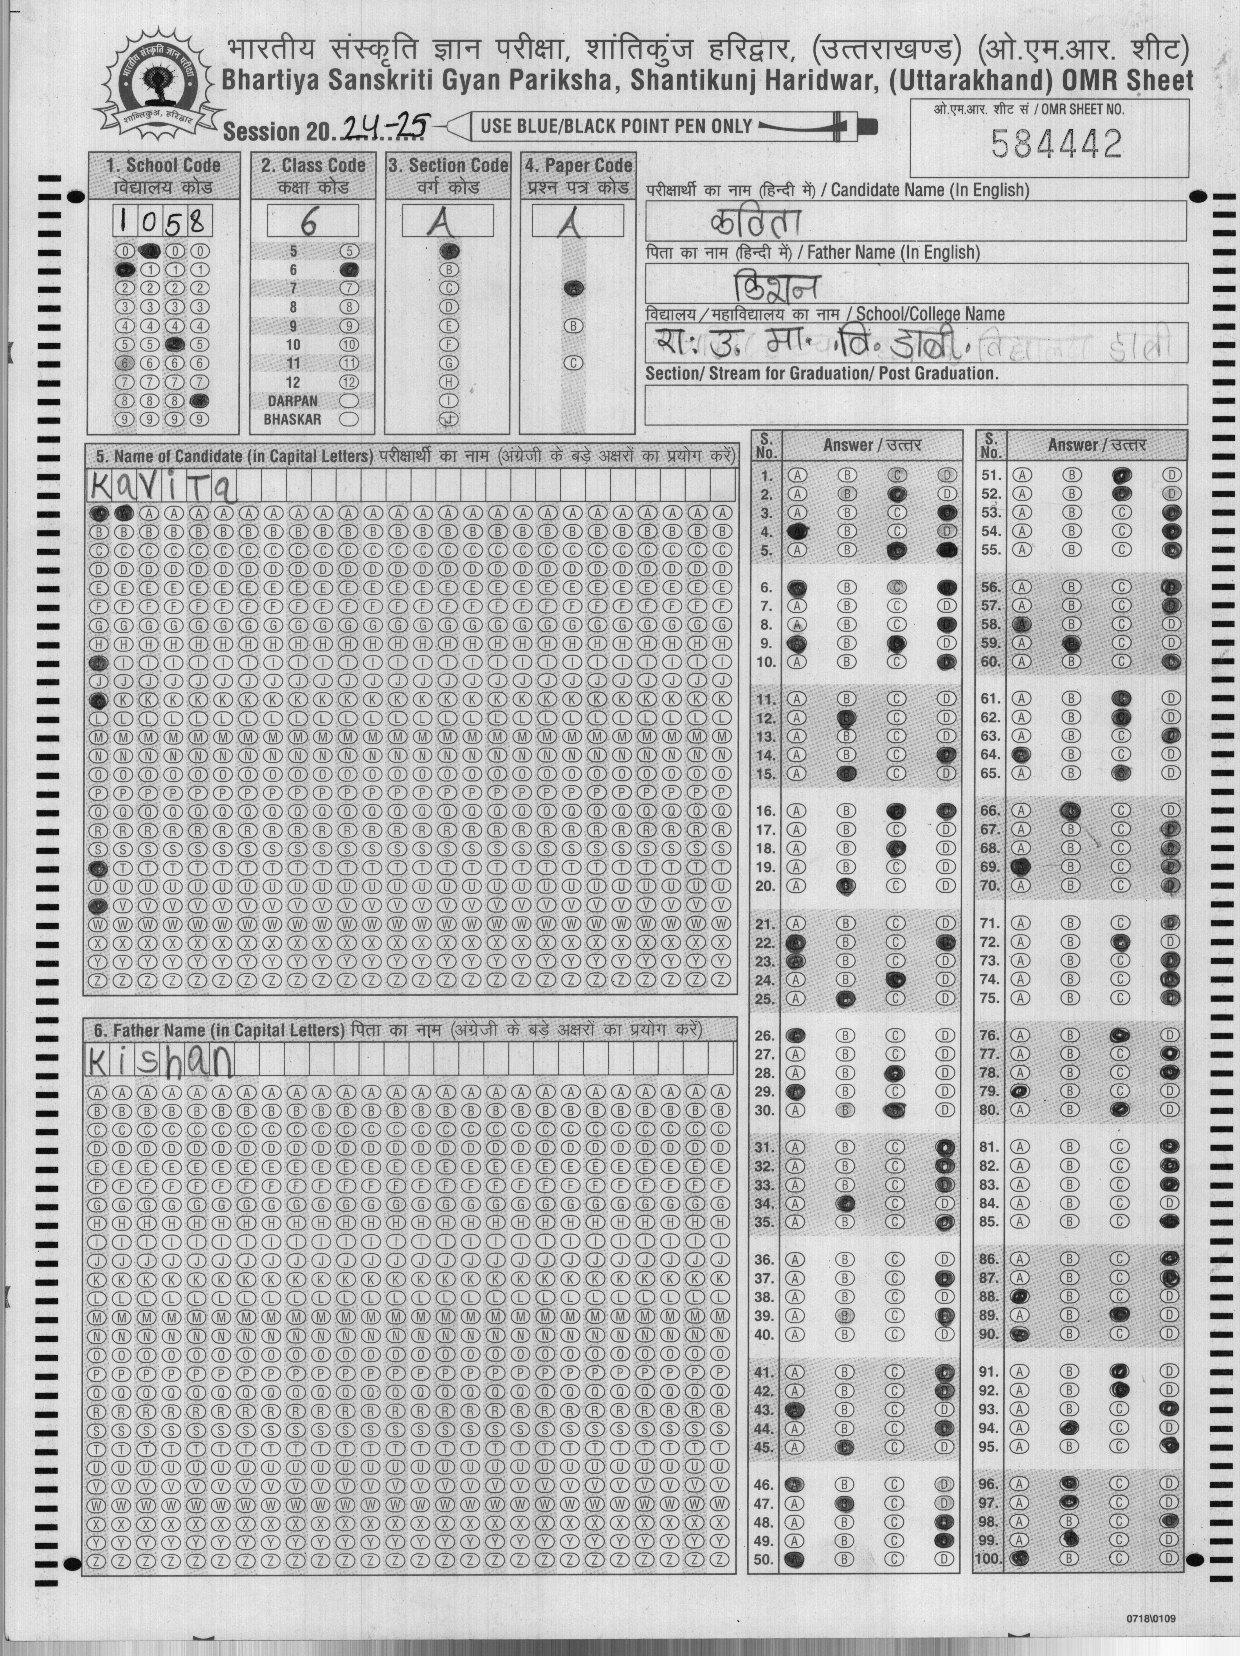 भारतीय संस्कृति ज्ञान परीक्षा, शांतिकुंज हरिद्वार, (उत्तराखण्ड) (ओ.एम.आर. शीट)
Bhartiya Sanskriti Gyan Pariksha, Shantikunj Haridwar, (Uttarakhand) OMR Sheet
Session 20..24-25
USE BLUE/BLACK POINT PEN ONLY
ओ.एम.आर. शीट सं / OMR SHEET NO.
584442
1. School Code
विद्यालय कोड
1058
2. Class Code
कक्षा कोड
6
5
6
7
8
9
10
11
12
DARPAN
BHASKAR
3. Section Code
वर्ग कोड
A
4. Paper Code
प्रश्न पत्र कोड
A
परीक्षार्थी का नाम (हिन्दी में) / Candidate Name (In English)
कविता
पिता का नाम (हिन्दी में) / Father Name (In English)
किशन
विद्यालय/महाविद्यालय का नाम / School/College Name
रा. उ. मा. वि. डाबी.
Section/ Stream for Graduation/ Post Graduation.
5. Name of Candidate (in Capital Letters) परीक्षार्थी का नाम (अंग्रेजी के बड़े अक्षरों का प्रयोग करें)
KaViTa
6. Father Name (in Capital Letters) पिता का नाम (अंग्रेजी के बड़े अक्षरों का प्रयोग करें)
Kishan
S. No. Answer / उत्तर
S. No. Answer / उत्तर
0718\0109